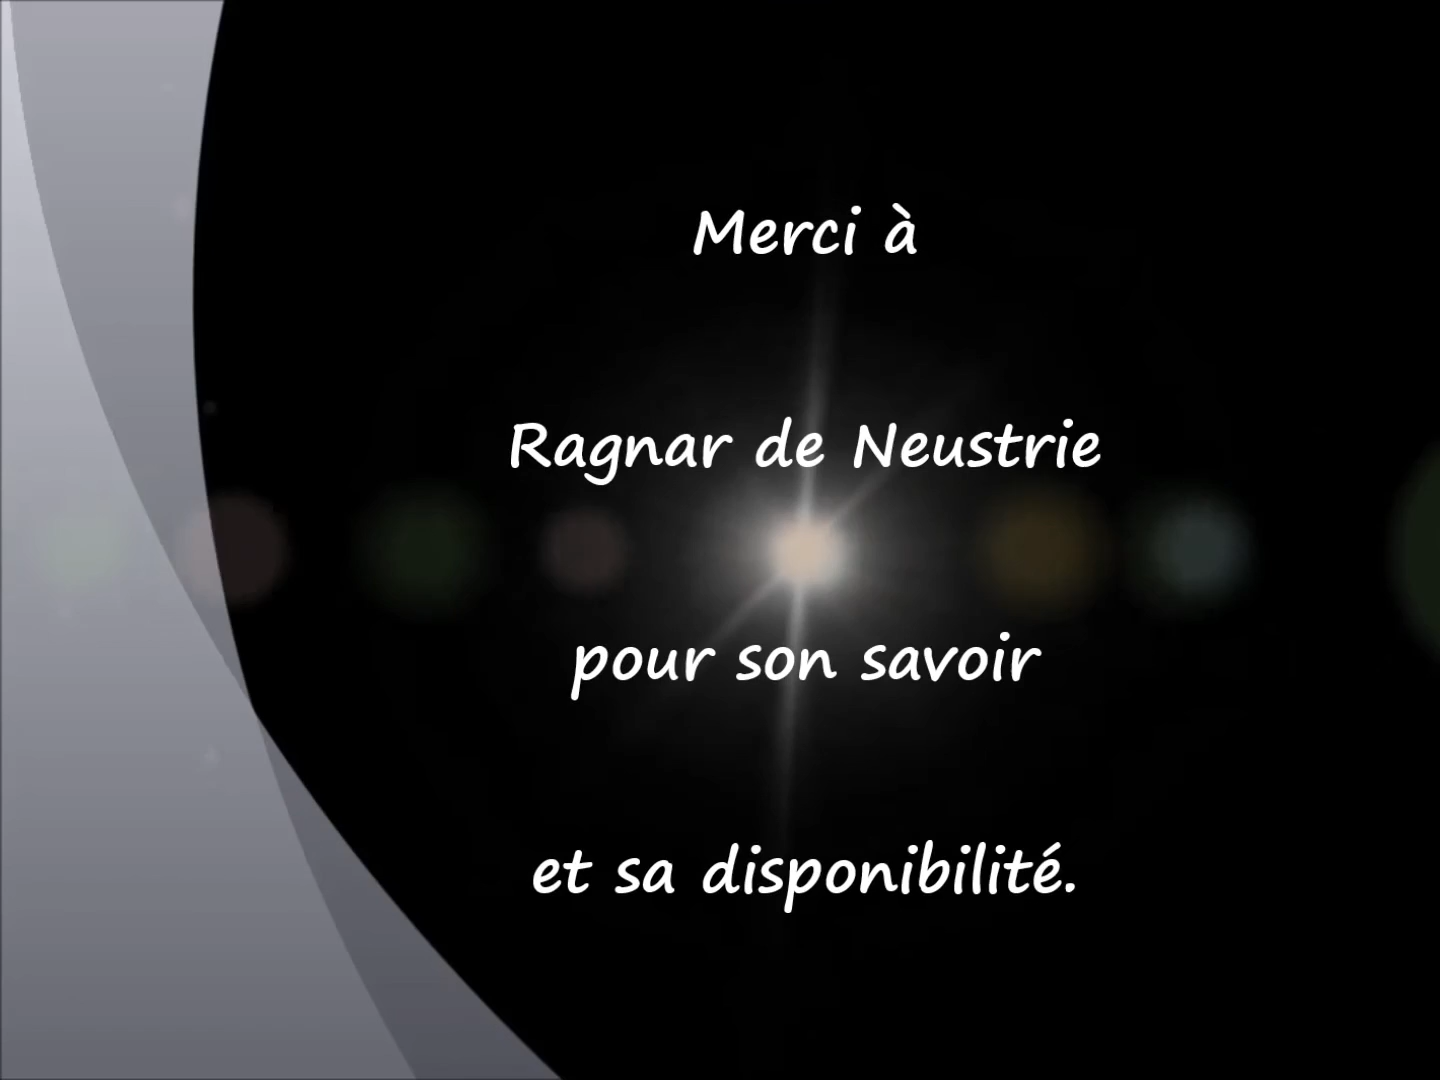 Merci à
Ragnar de Neustrie
pour son savoir
et sa disponibilité.